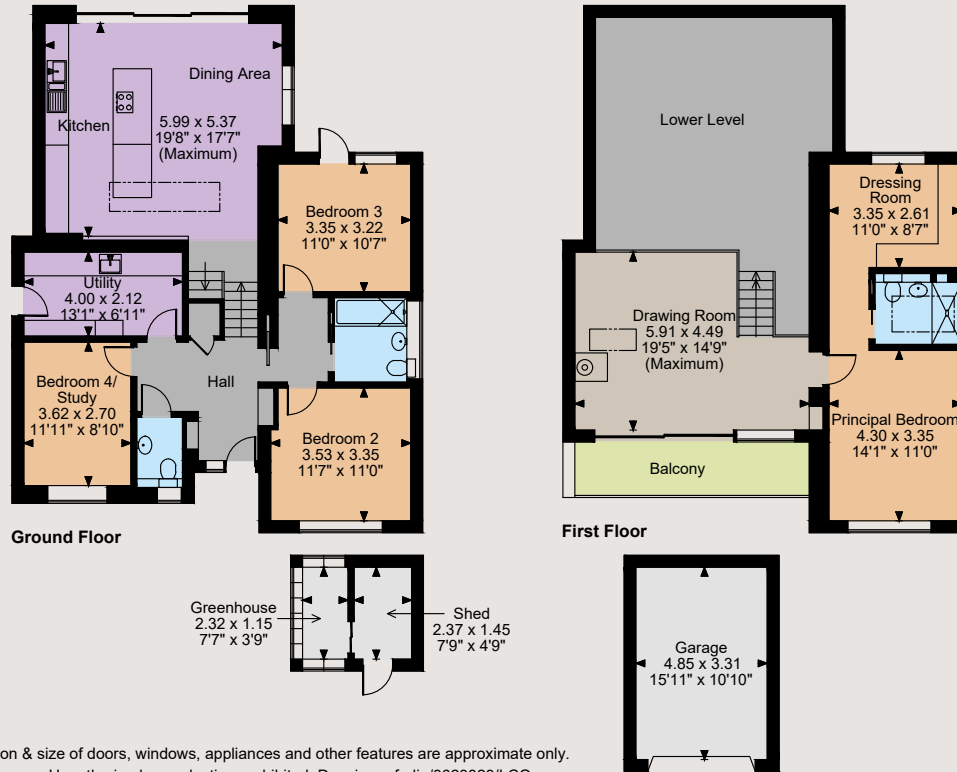 Dining Area
Kitchen
5.99 x 5.37
19'8" x 17'7"
(Maximum)
Bedroom 3
3.35 x 3.22
11'0" x 10'7"
Utility
4.00 x 2.12
13'1" x 6'11"
Hall
Bedroom 4/
Study
3.62 x 2.70
11'11" x 8'10"
Bedroom 2
3.53 x 3.35
11'7" x 11'0"
Ground Floor
Lower Level
Dressing
Room
3.35 x 2.61
11'0" x 8'7"
Drawing Room
5.91 x 4.49
19'5" x 14'9"
(Maximum)
Principal Bedroom
4.30 x 3.35
14'1" x 11'0"
Balcony
First Floor
Greenhouse
2.32 x 1.15
7'7" x 3'9"
Shed
2.37 x 1.45
7'9" x 4'9"
Garage
4.85 x 3.31
15'11" x 10'10"
on & size of doors, windows, appliances and other features are approximate only.